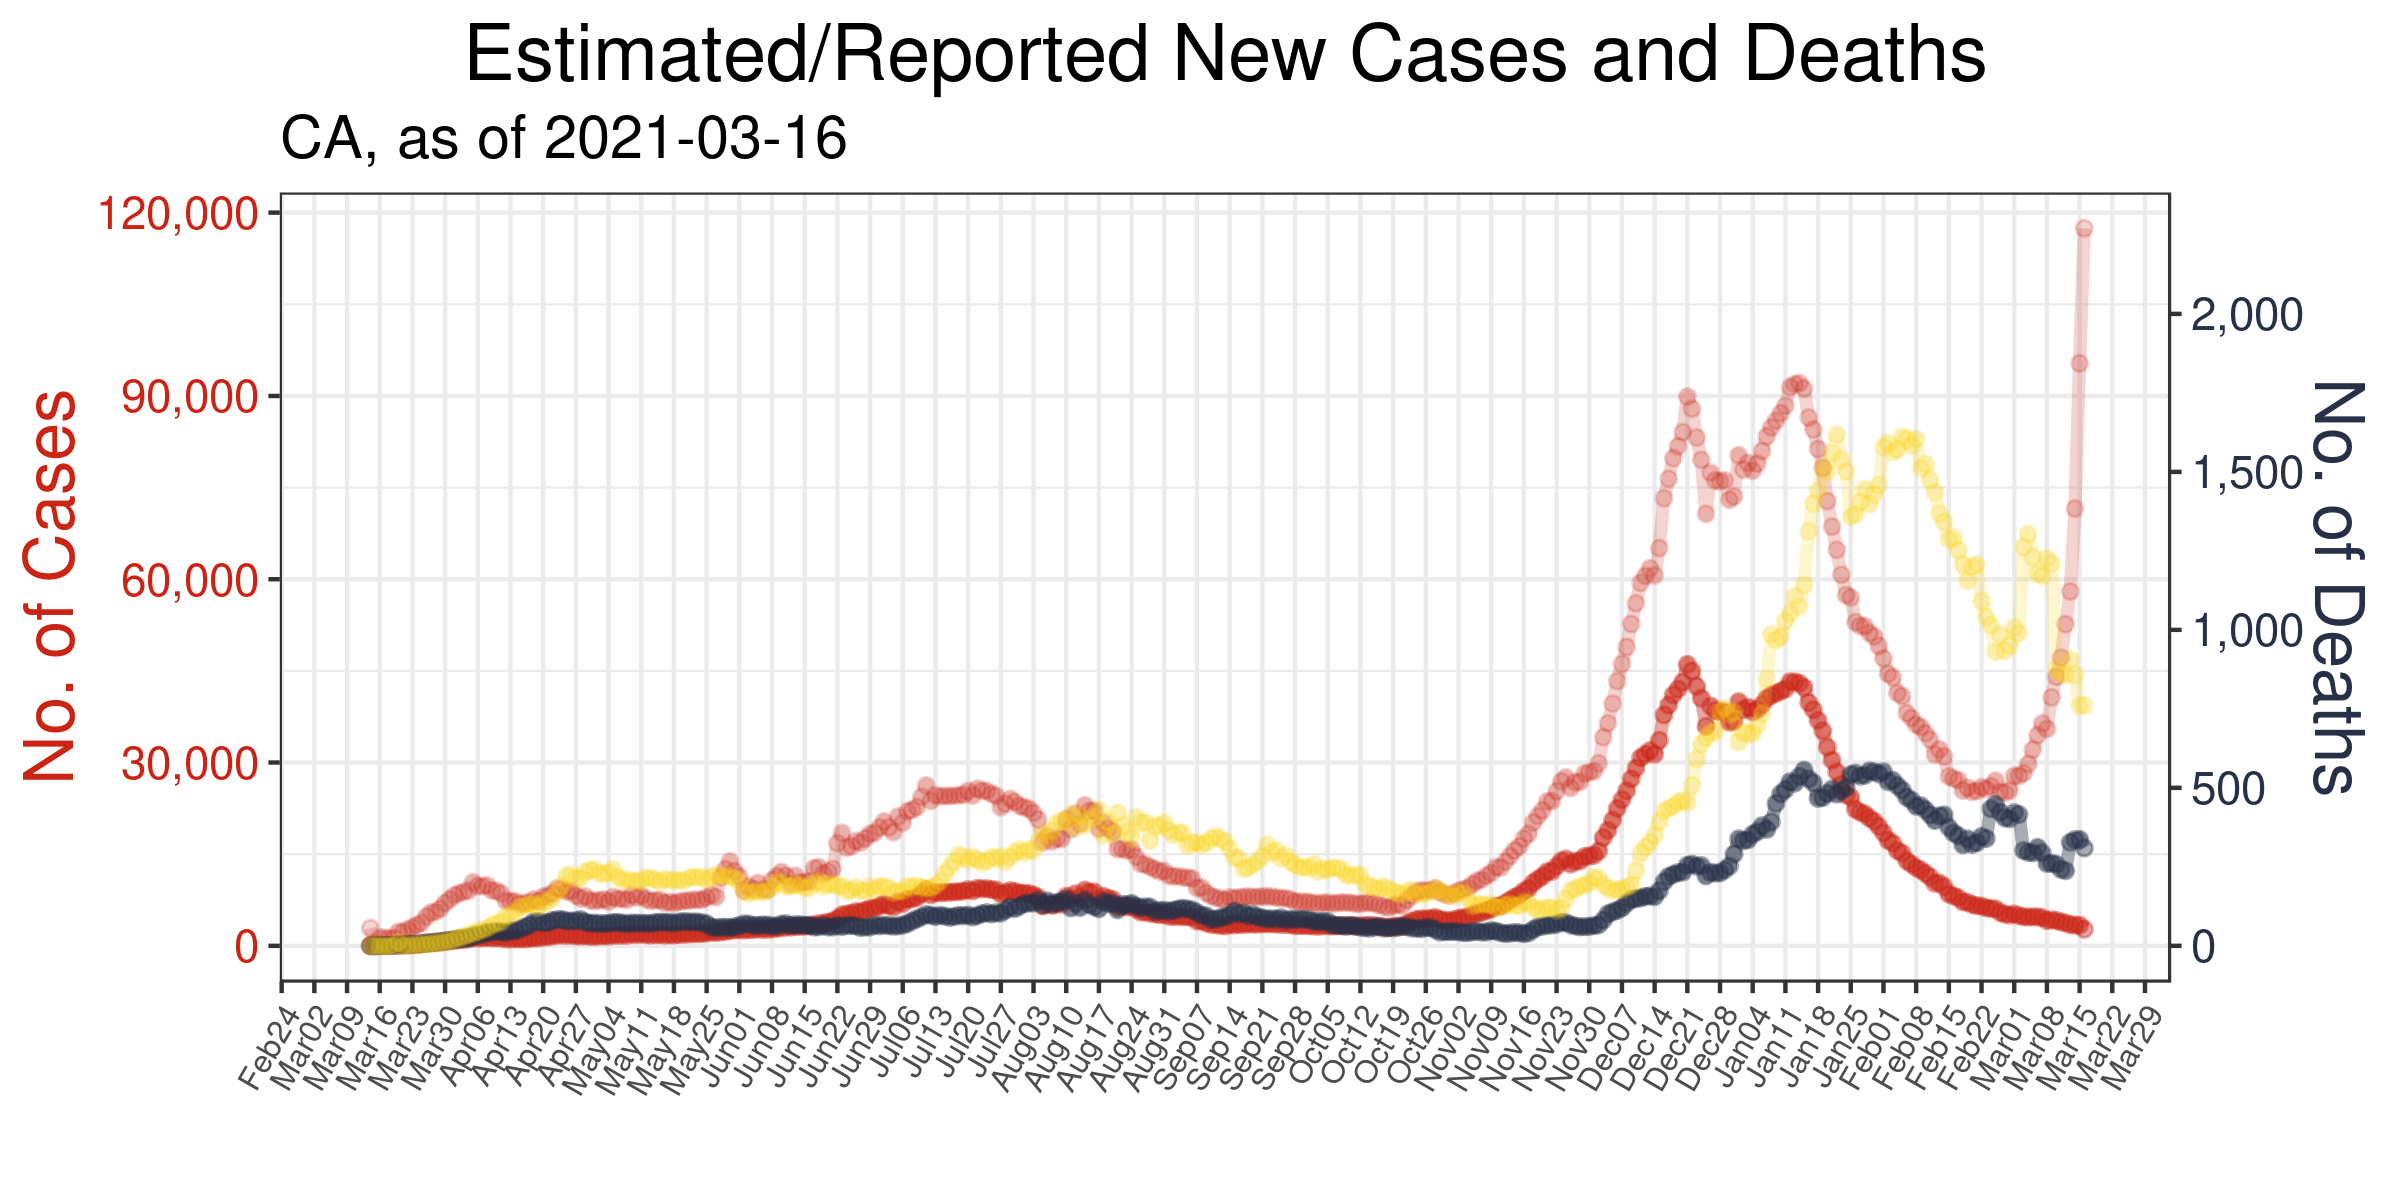 Estimated/Reported New Cases and Deaths
CA, as of 2021-03-16
No. of Cases
120,000
90,000
60,000
30,000
0
2,000
1,500
1,000
500
0
No. of Deaths
Feb24
Mar02
Mar09
Mar16
Mar23
Mar30
Apr06
Apr13
Apr20
Apr27
May04
May11
May18
May25
Jun01
Jun08
Jun15
Jun22
Jun29
Jul06
Jul13
Jul20
Jul27
Aug03
Aug10
Aug17
Aug24
Aug31
Sep07
Sep14
Sep21
Sep28
Oct05
Oct12
Oct19
Oct26
Nov02
Nov09
Nov16
Nov23
Nov30
Dec07
Dec14
Dec21
Dec28
Jan04
Jan11
Jan18
Jan25
Feb01
Feb08
Feb15
Feb22
Mar01
Mar08
Mar15
Mar22
Mar29